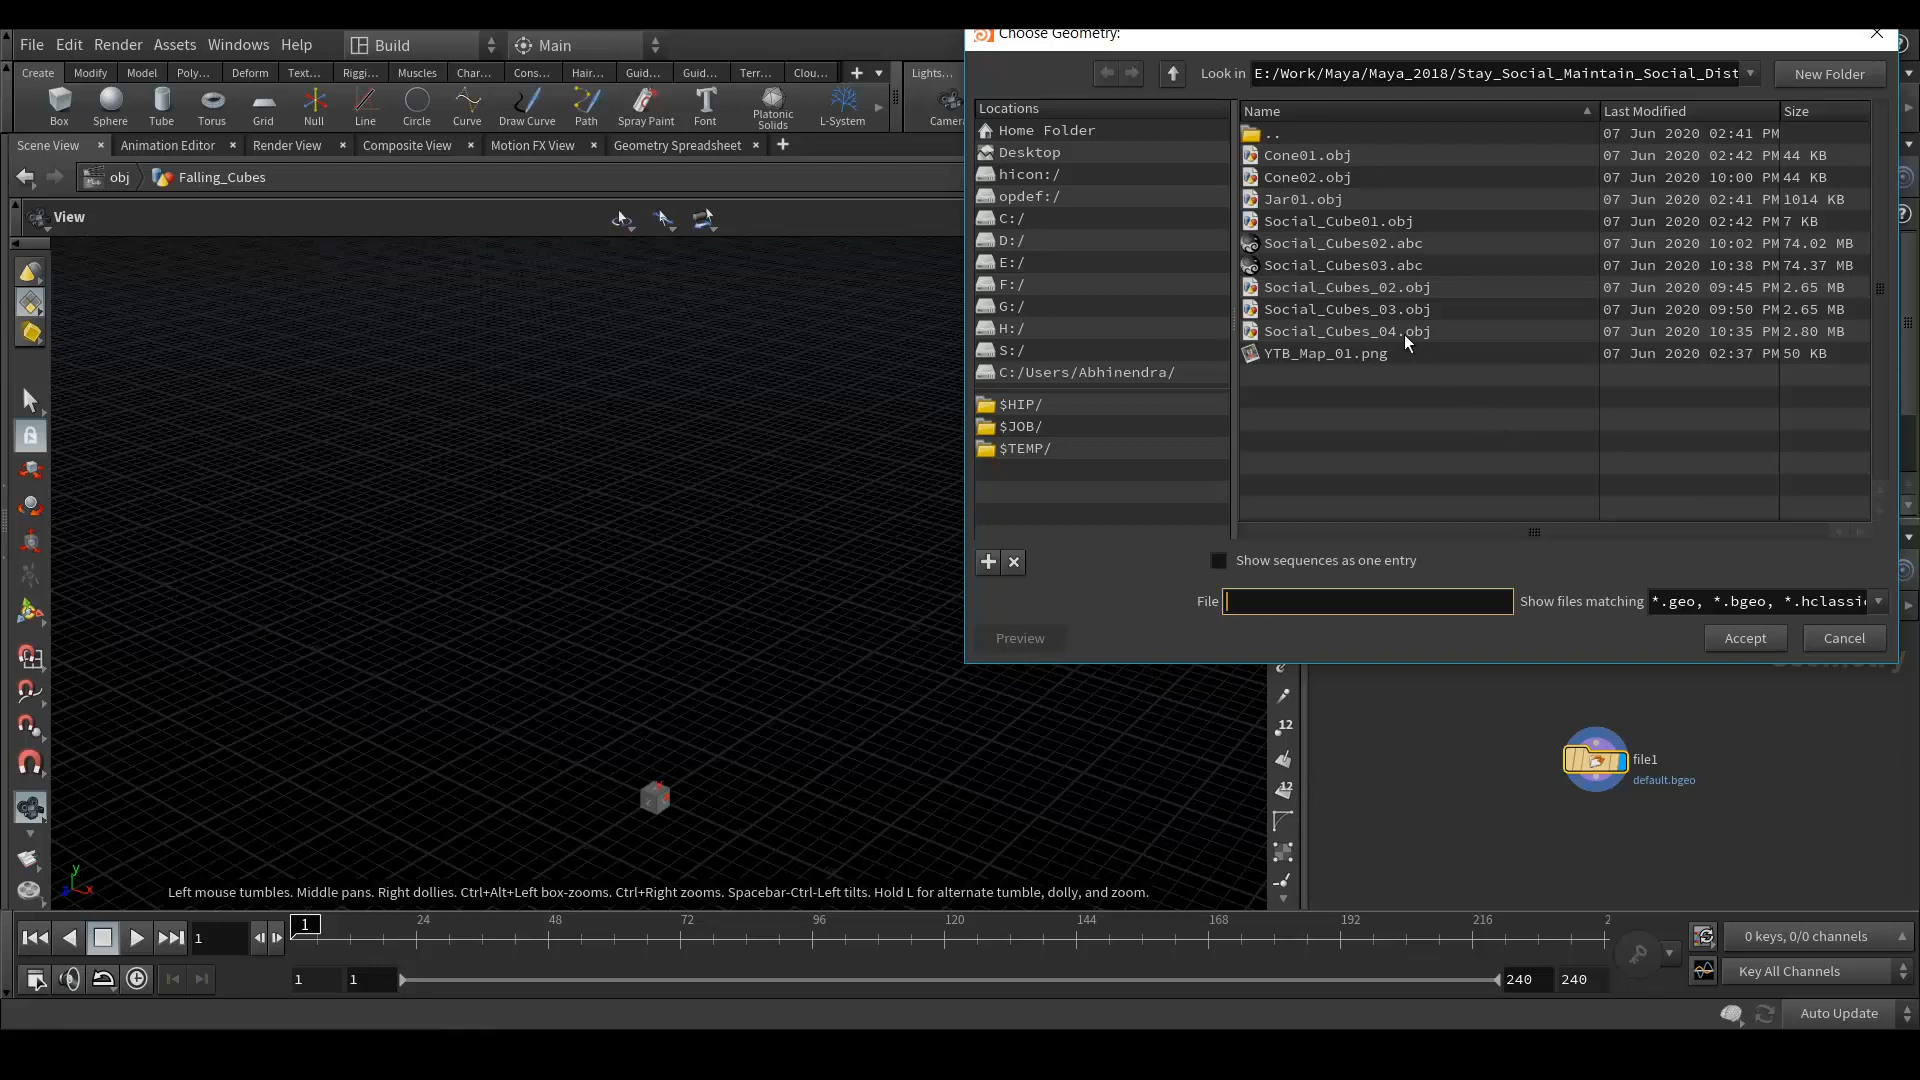 File Edit Render Assets Windows Help Build Main
Choose Geometry:
Create Modify Model Poly... Deform Text... Riggi... Muscles Char... Cons... Hair... Guid... Guid... Terr... Clou... Lights...
Box Sphere Tube Torus Grid Null Line Circle Curve Draw Curve Path Spray Paint Font Platonic Solids L-System Camera
Scene View Animation Editor Render View Composite View Motion FX View Geometry Spreadsheet
obj Falling_Cubes
View
Look in E:/Work/Maya/Maya_2018/Stay_Social_Maintain_Social_Dist New Folder
Locations
Home Folder
Desktop
hicon:/
opdef:/
C:/
D:/
E:/
F:/
G:/
H:/
S:/
C:/Users/Abhinendra/
$HIP/
$JOB/
$TEMP/
Name Last Modified Size
.. 07 Jun 2020 02:41 PM
Cone01.obj 07 Jun 2020 02:42 PM 44 KB
Cone02.obj 07 Jun 2020 10:00 PM 44 KB
Jar01.obj 07 Jun 2020 02:41 PM 1014 KB
Social_Cube01.obj 07 Jun 2020 02:42 PM 7 KB
Social_Cubes02.abc 07 Jun 2020 10:02 PM 74.02 MB
Social_Cubes03.abc 07 Jun 2020 10:38 PM 74.37 MB
Social_Cubes_02.obj 07 Jun 2020 09:45 PM 2.65 MB
Social_Cubes_03.obj 07 Jun 2020 09:50 PM 2.65 MB
Social_Cubes_04.obj 07 Jun 2020 10:35 PM 2.80 MB
YTB_Map_01.png 07 Jun 2020 02:37 PM 50 KB
Show sequences as one entry
File Show files matching *.geo, *.bgeo, *.hclassic
Preview Accept Cancel
12
12
file1
default.bgeo
Left mouse tumbles. Middle pans. Right dollies. Ctrl+Alt+Left box-zooms. Ctrl+Right zooms. Spacebar-Ctrl-Left tilts. Hold L for alternate tumble, dolly, and zoom.
y
x
1 1 24 48 72 96 120 144 168 192 216 2
0 keys, 0/0 channels
1 1 240 240 Key All Channels
Auto Update